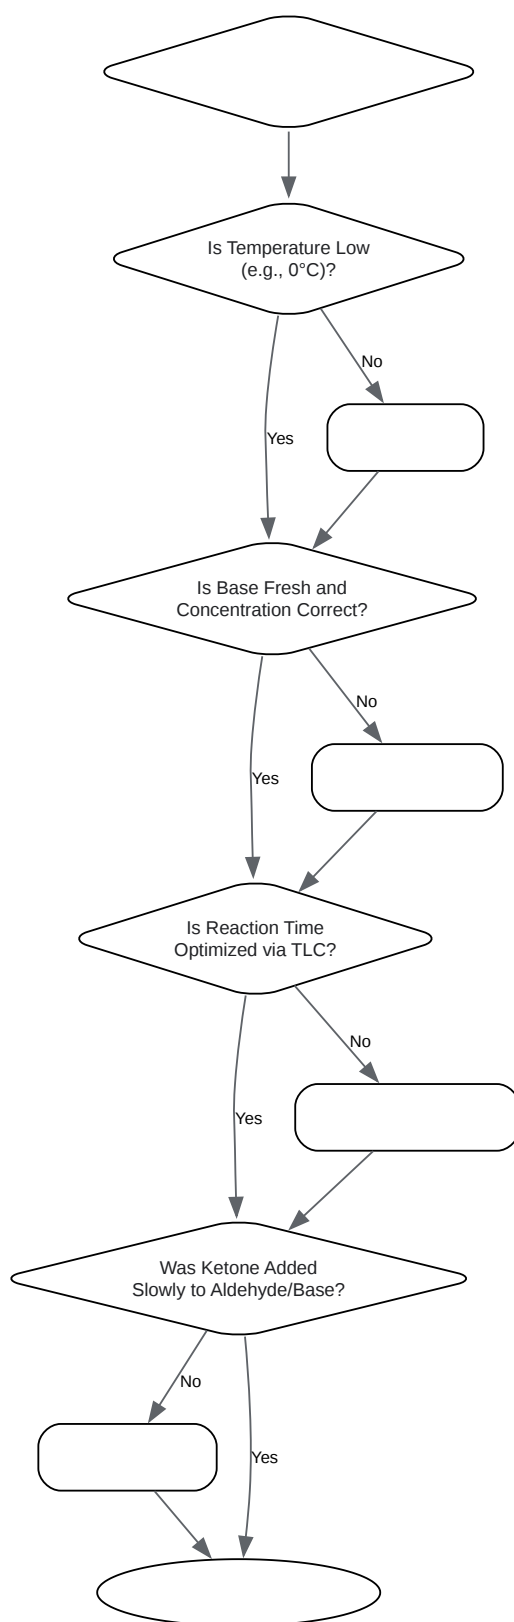 Is Temperature Low
(e.g., 0°C)?
No
Yes
Is Base Fresh and
Concentration Correct?
No
Yes
Is Reaction Time
Optimized via TLC?
No
Yes
Was Ketone Added
Slowly to Aldehyde/Base?
No
Yes